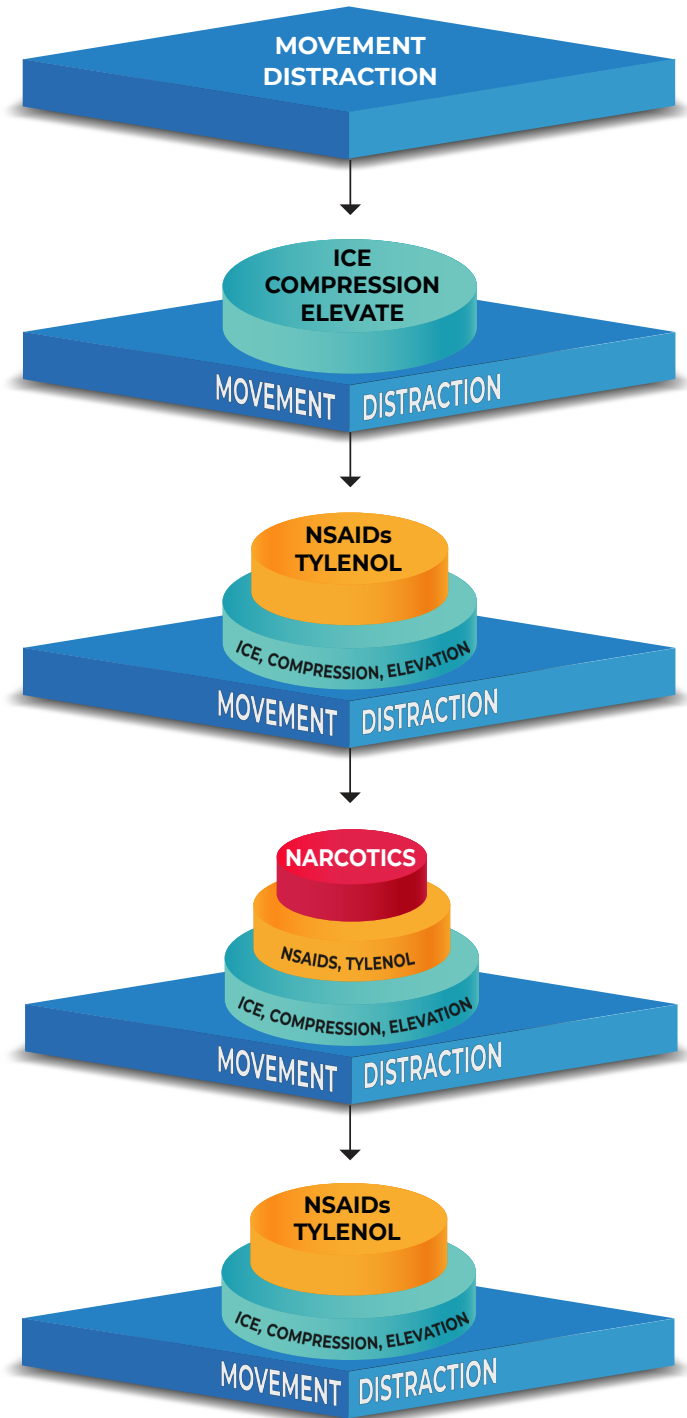 MOVEMENT
DISTRACTION
ICE
COMPRESSION
ELEVATE
MOVEMENT DISTRACTION
NSAIDs
TYLENOL
ICE, COMPRESSION, ELEVATION
MOVEMENT DISTRACTION
NARCOTICS
NSAIDS, TYLENOL
ICE, COMPRESSION, ELEVATION
MOVEMENT DISTRACTION
NSAIDs
TYLENOL
ICE, COMPRESSION, ELEVATION
MOVEMENT DISTRACTION